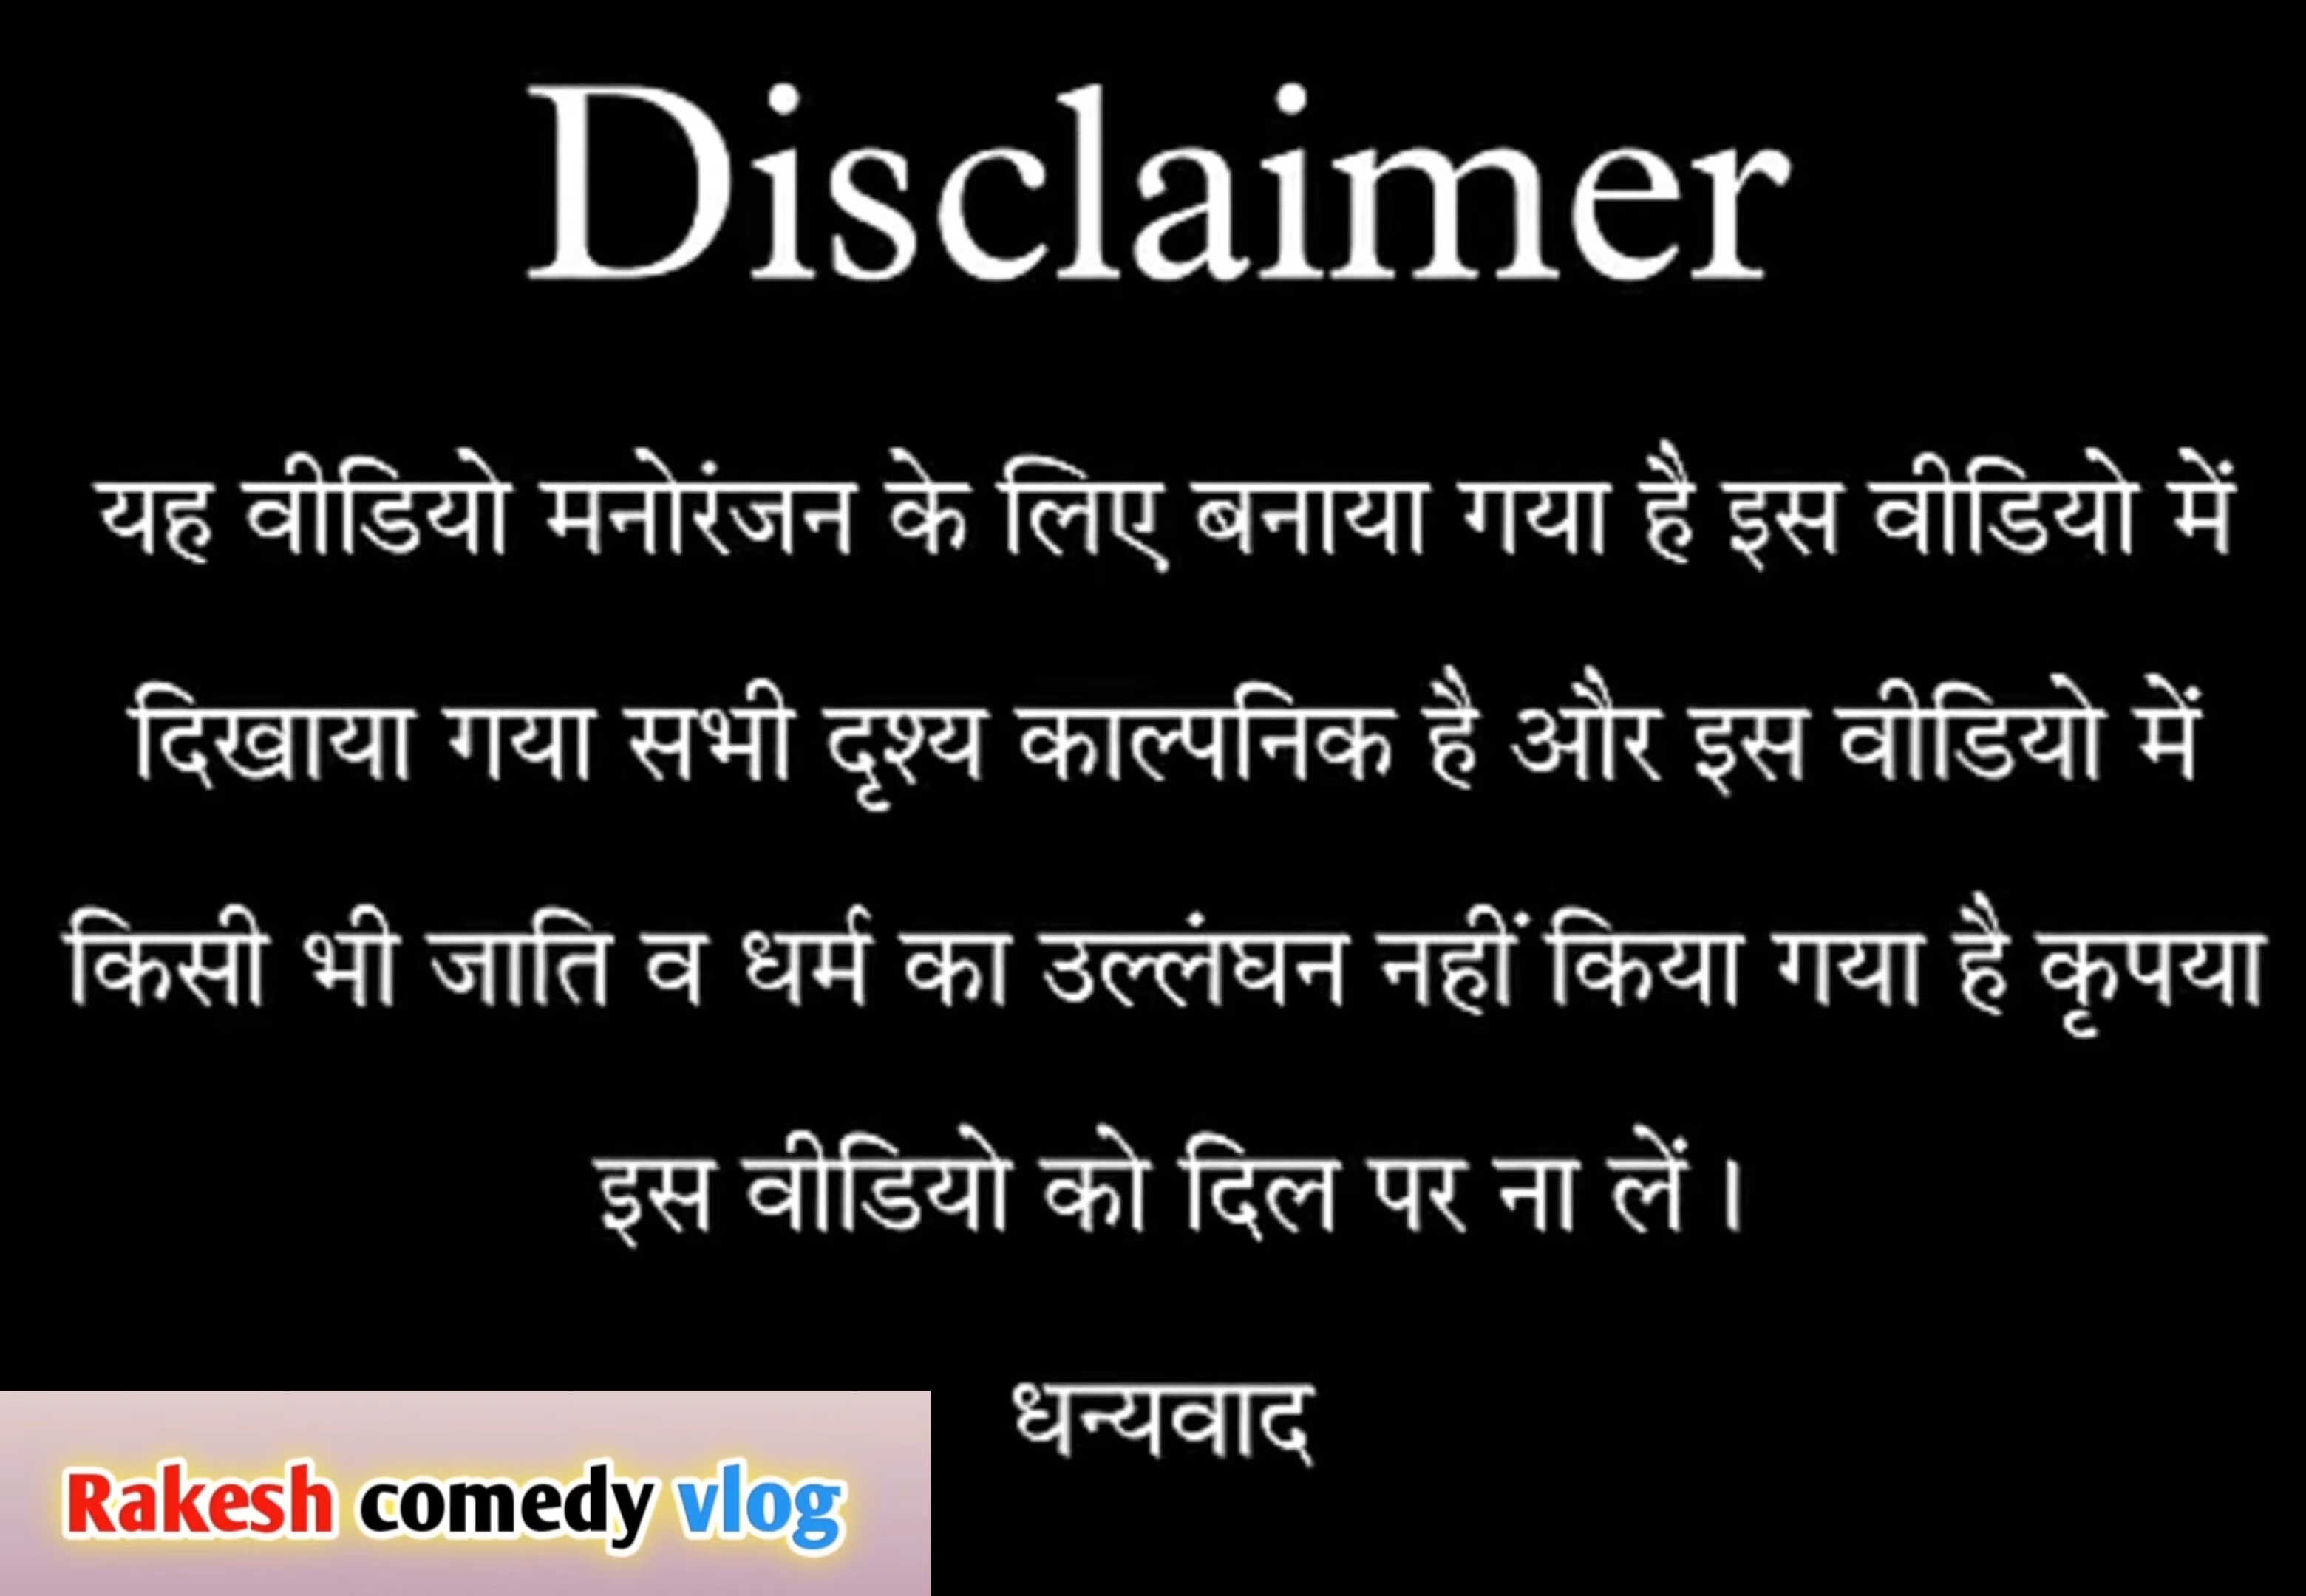 Disclaimer
यह वीडियो मनोरंजन के लिए बनाया गया है इस वीडियो में
दिखाया गया सभी दृश्य काल्पनिक है और इस वीडियो में
किसी भी जाति व धर्म का उल्लंघन नहीं किया गया है कृपया
इस वीडियो को दिल पर ना लें।
धन्यवाद
Rakesh comedy vlog